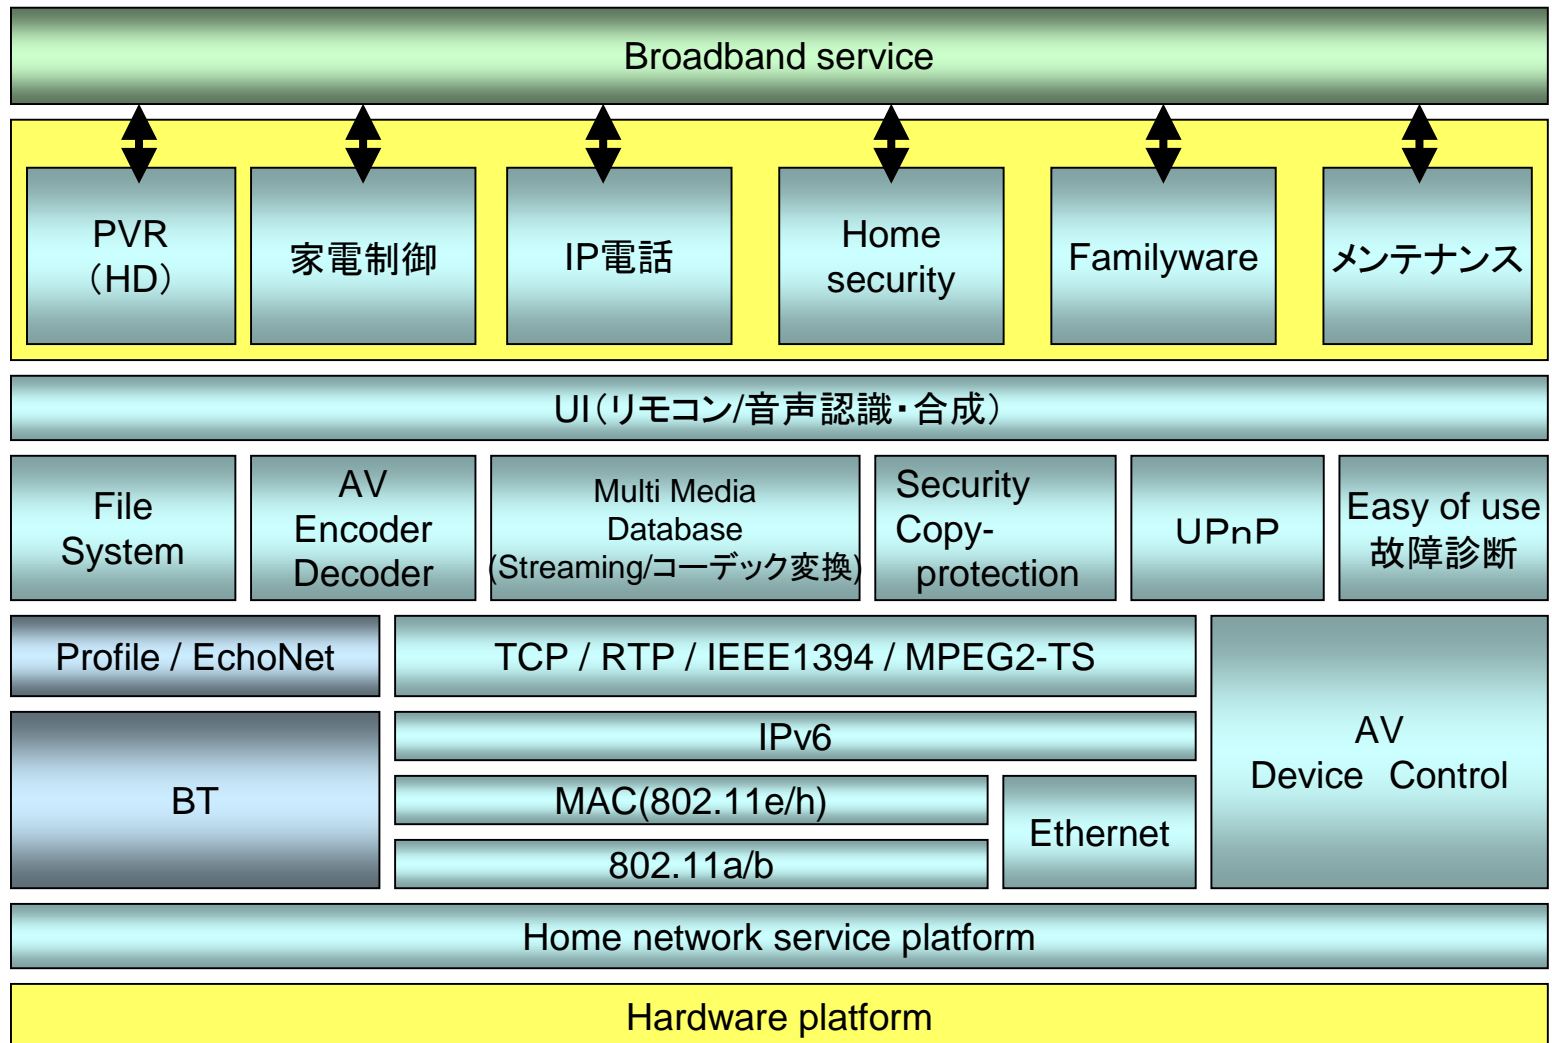 Broadband service
PVR
（HD）
家電制御
IP電話
Home
security
Familyware
メンテナンス
UI（リモコン/音声認識・合成）
File
System
AV
Encoder
Decoder
Multi Media
Database
(Streaming/コーデック変換)
Security
Copy-
protection
UPnP
Easy of use
故障診断
Profile / EchoNet
TCP / RTP / IEEE1394 / MPEG2-TS
BT
IPv6
MAC(802.11e/h)
802.11a/b
Ethernet
AV
Device　Control
Home network service platform
Hardware platform